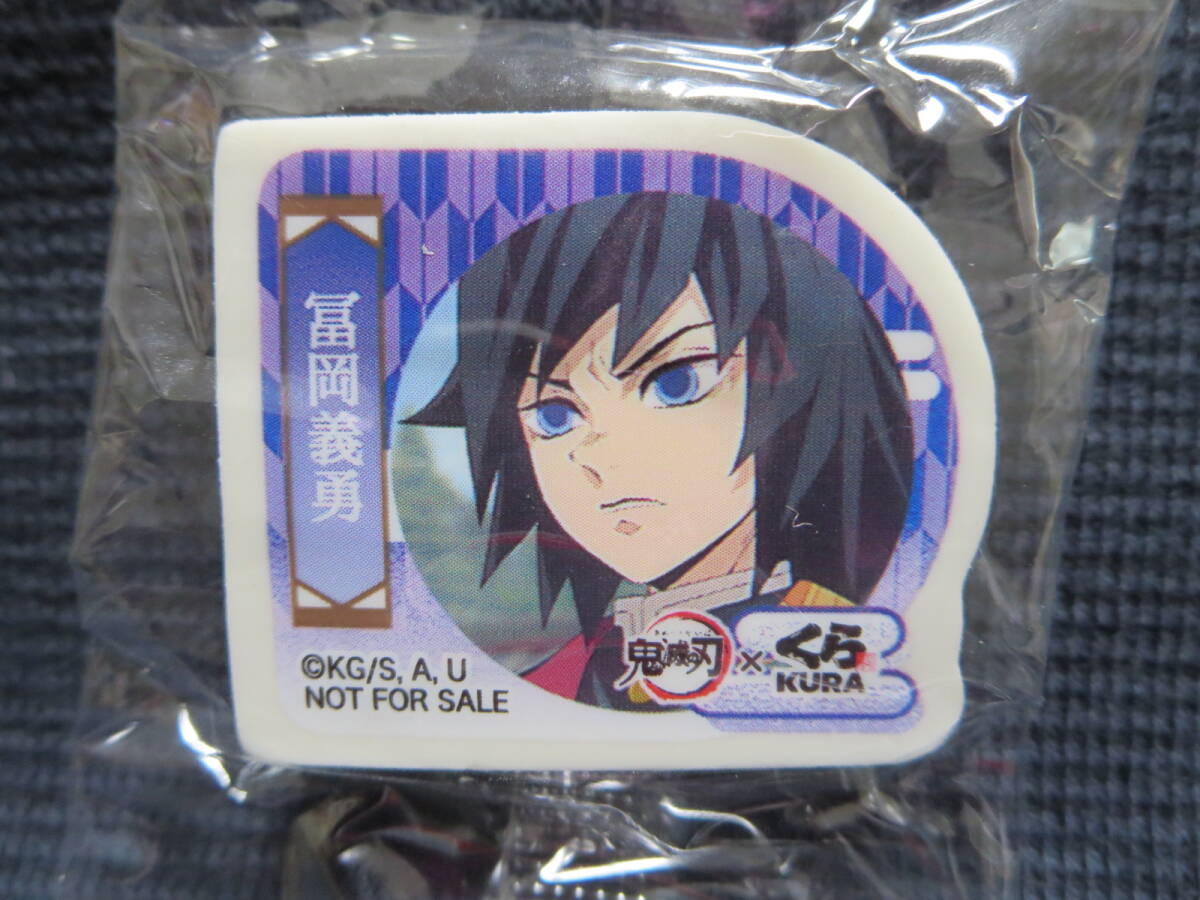 冨岡義勇
©KG/S, A, U
NOT FOR SALE
鬼滅の刃 × くら
KURA